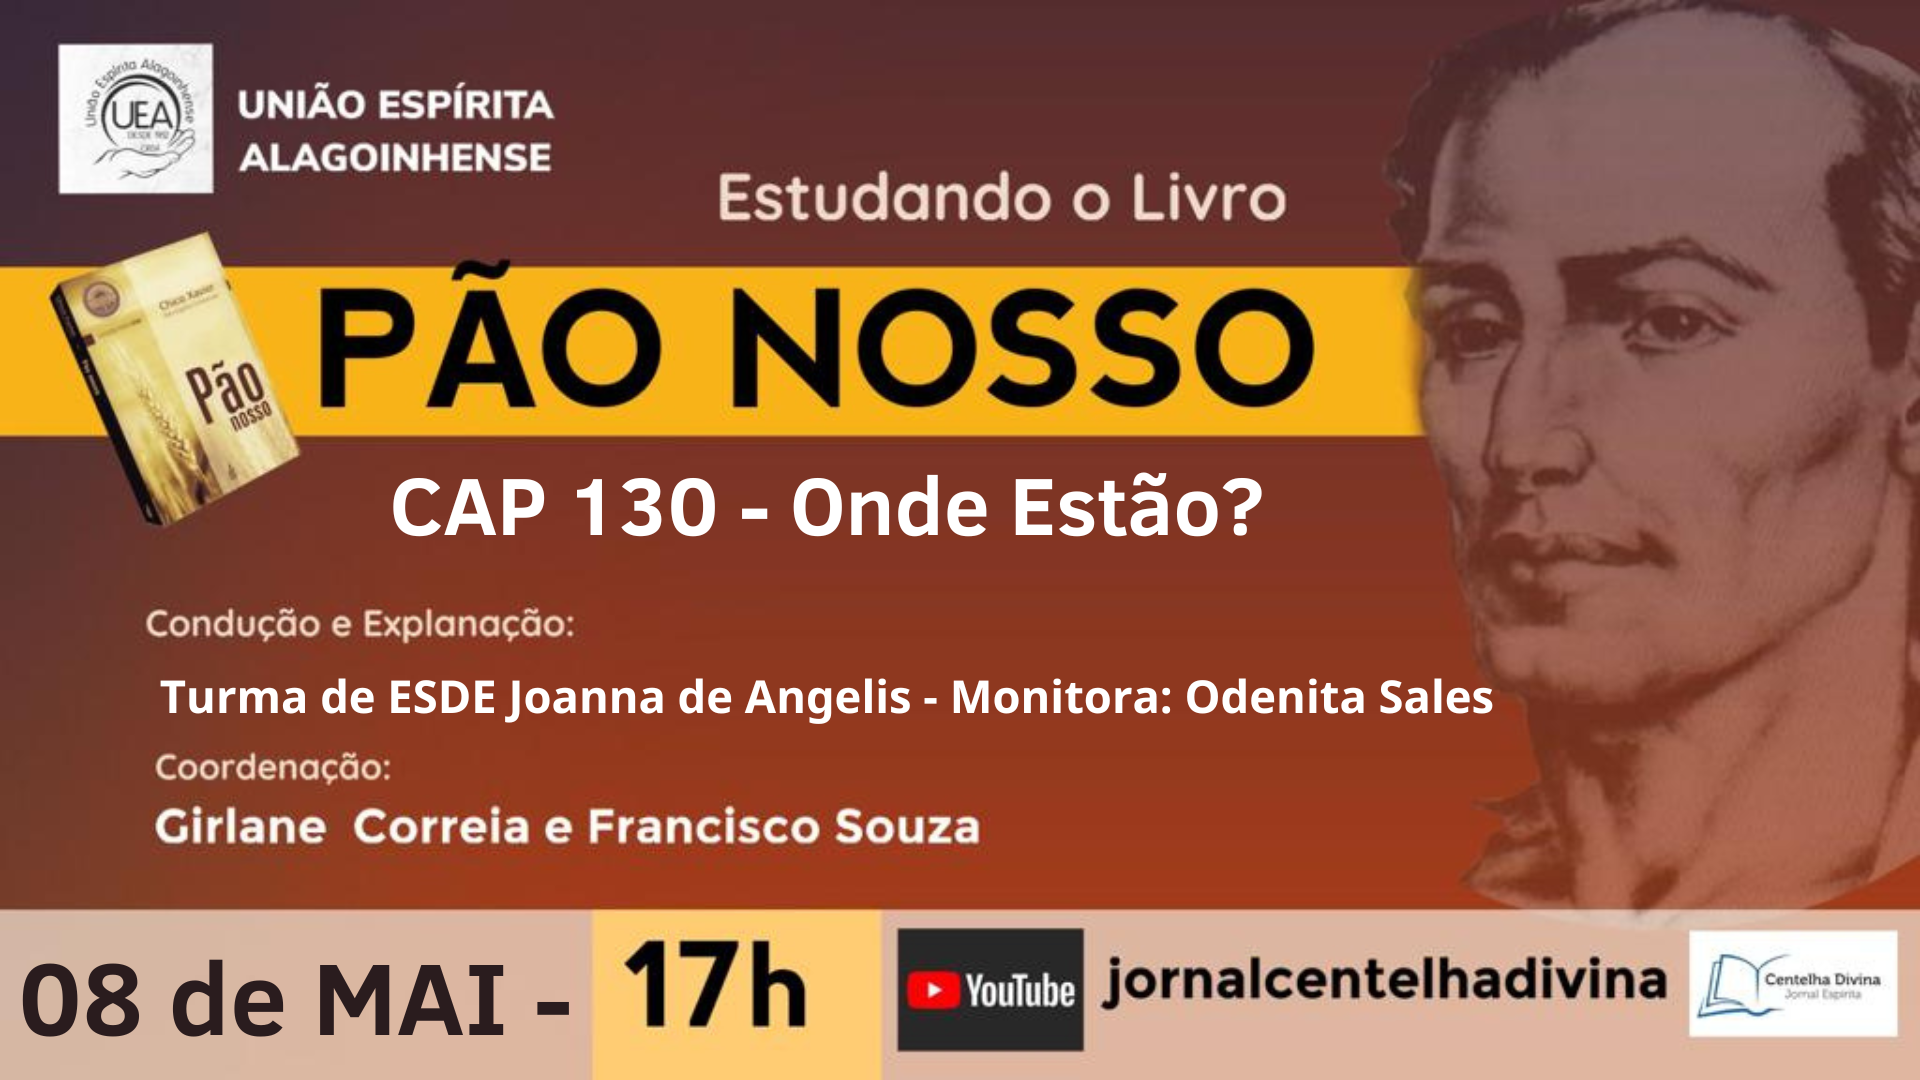 União Espírita Alagoinhense
UEA
DESDE 1952
UNIÃO ESPÍRITA
ALAGOINHENSE
Estudando o Livro
PÃO NOSSO
Chico Xavier
Pão
nosso
CAP 130 - Onde Estão?
Condução e Explanação:
Turma de ESDE Joanna de Angelis - Monitora: Odenita Sales
Coordenação:
Girlane Correia e Francisco Souza
08 de MAI -
17h
YouTube
jornalcentelhadivina
Centelha Divina
Jornal Espírita